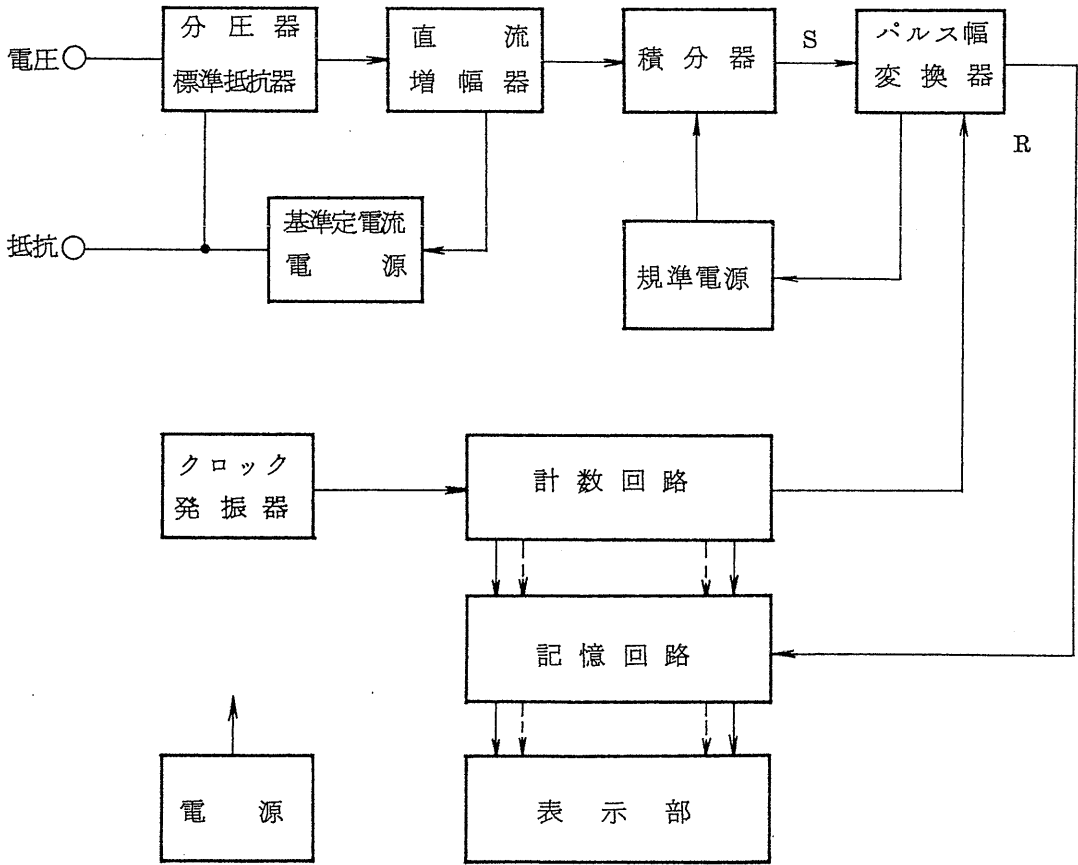 電圧
分圧器
標準抵抗器
直流
増幅器
積分器
S
パルス幅
変換器
R
抵抗
基準定電流
電源
規準電源
クロック
発振器
計数回路
記憶回路
電源
表示部